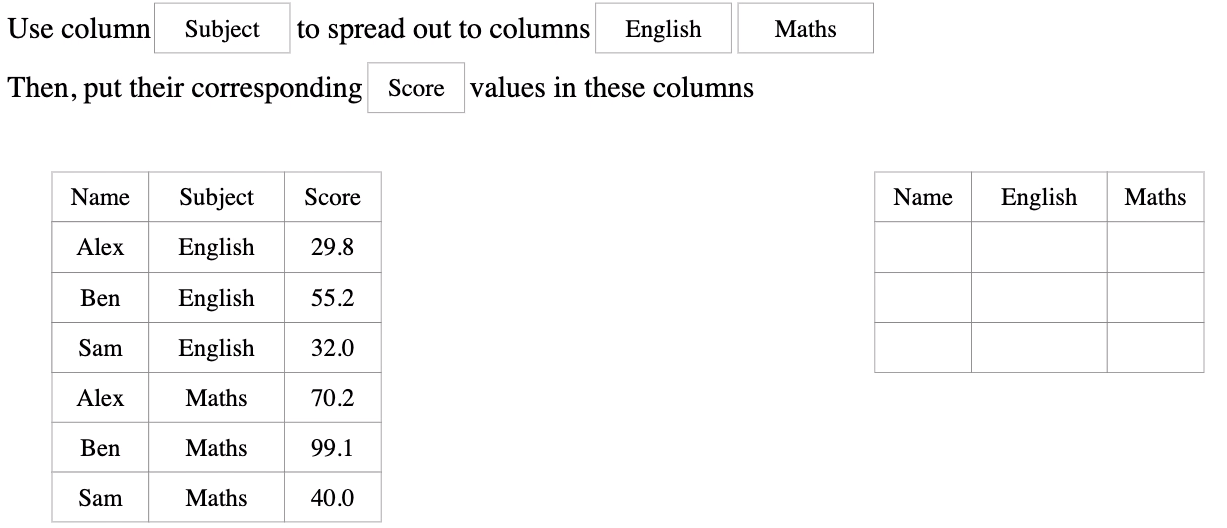 Use column Subject to spread out to columns English Maths
Then, put their corresponding Score values in these columns
Name Subject Score
Alex English 29.8
Ben English 55.2
Sam English 32.0
Alex Maths 70.2
Ben Maths 99.1
Sam Maths 40.0
Name English Maths